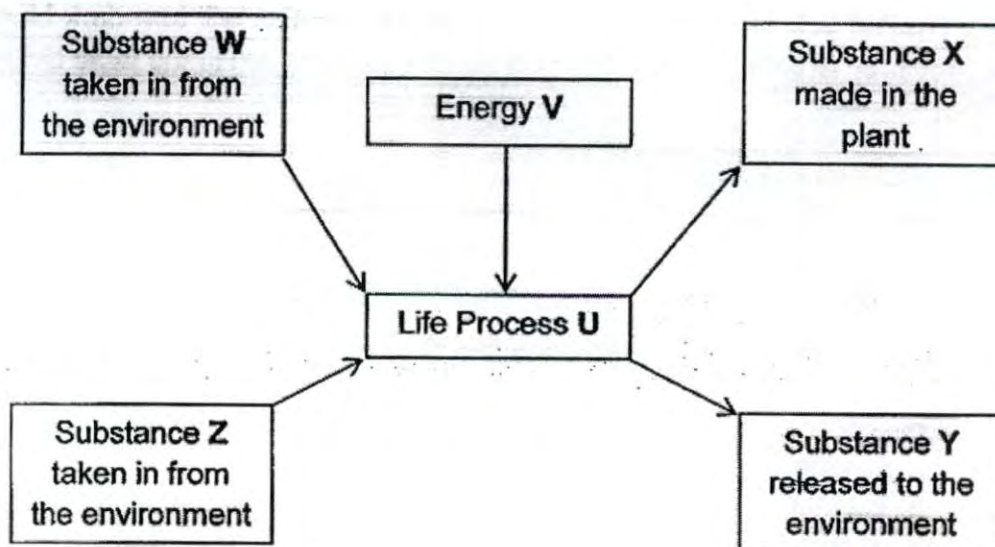 Substance W
taken in from
the environment
Energy V
Substance X
made in the
plant
Life Process U
Substance Z
taken in from
the environment
Substance Y
released to the
environment